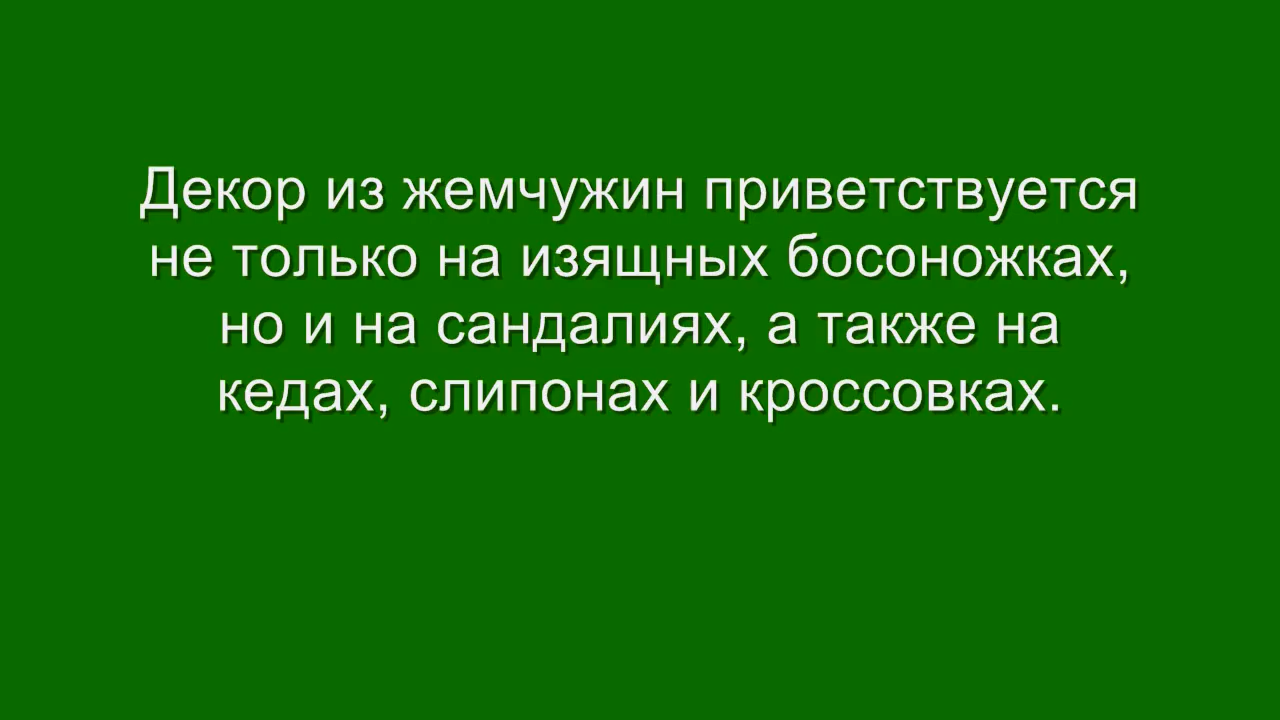 Декор из жемчужин приветствуется
не только на изящных босоножках,
но и на сандалиях, а также на
кедах, слипонах и кроссовках.